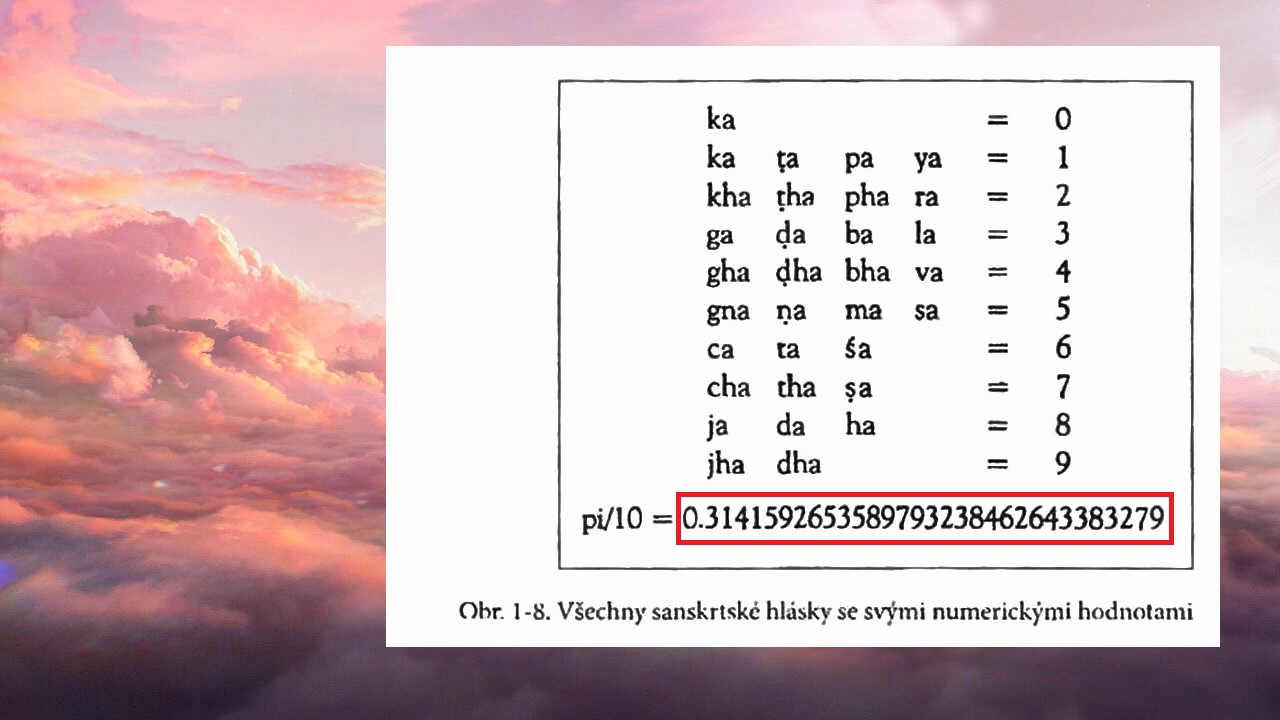 ka = 0
ka ṭa pa ya = 1
kha ṭha pha ra = 2
ga ḍa ba la = 3
gha ḍha bha va = 4
gna ṇa ma sa = 5
ca ta śa = 6
cha tha ṣa = 7
ja da ha = 8
jha dha = 9
pi/10 = 0.3141592653589793238462643383279
Obr. 1-8. Všechny sanskrtské hlásky se svými numerickými hodnotami